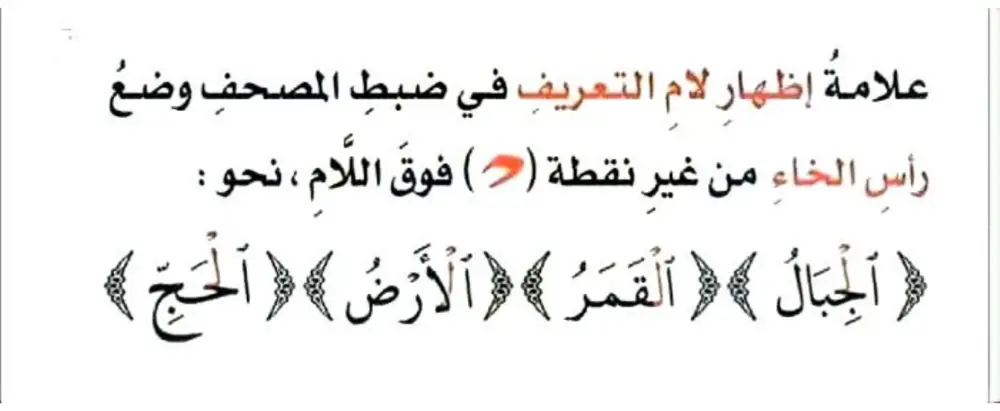 علامةُ إظهارِ لامِ التعريفِ في ضبطِ المصحفِ وضعُ
رأسِ الخاءِ من غيرِ نقطة (ح) فوقَ اللَّامِ ، نحو :
﴿ ٱلْجِبَالُ ﴾ ﴿ ٱلْقَمَرُ ﴾ ﴿ ٱلْأَرْضُ ﴾ ﴿ ٱلْحَجِّ ﴾